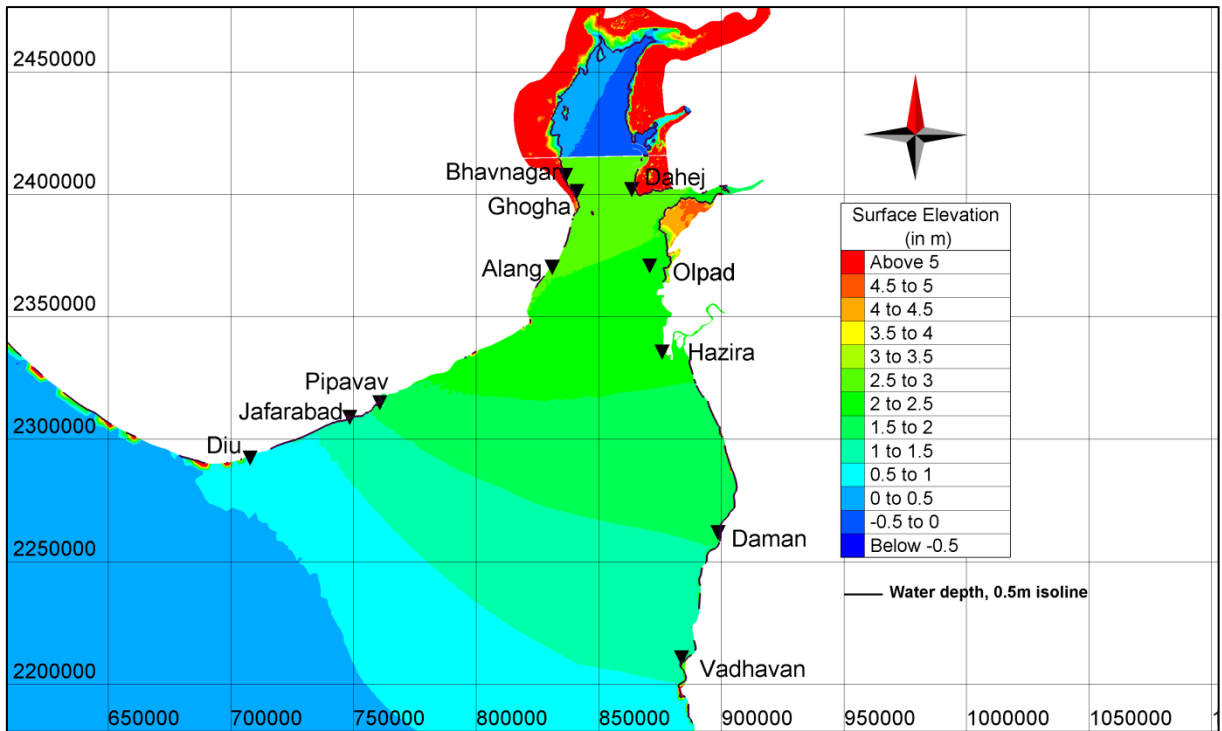 2450000
2400000
Bhavnagar
Dahej
Ghogha
Surface Elevation
(in m)
Above 5
4.5 to 5
4 to 4.5
3.5 to 4
3 to 3.5
2.5 to 3
2 to 2.5
1.5 to 2
1 to 1.5
0.5 to 1
0 to 0.5
-0.5 to 0
Below -0.5
Alang
Olpad
2350000
Hazira
Pipavav
Jafarabad
2300000
Diu
Daman
2250000
Water depth, 0.5m isoline
Vadhavan
2200000
650000 700000 750000 800000 850000 900000 950000 1000000 1050000 1